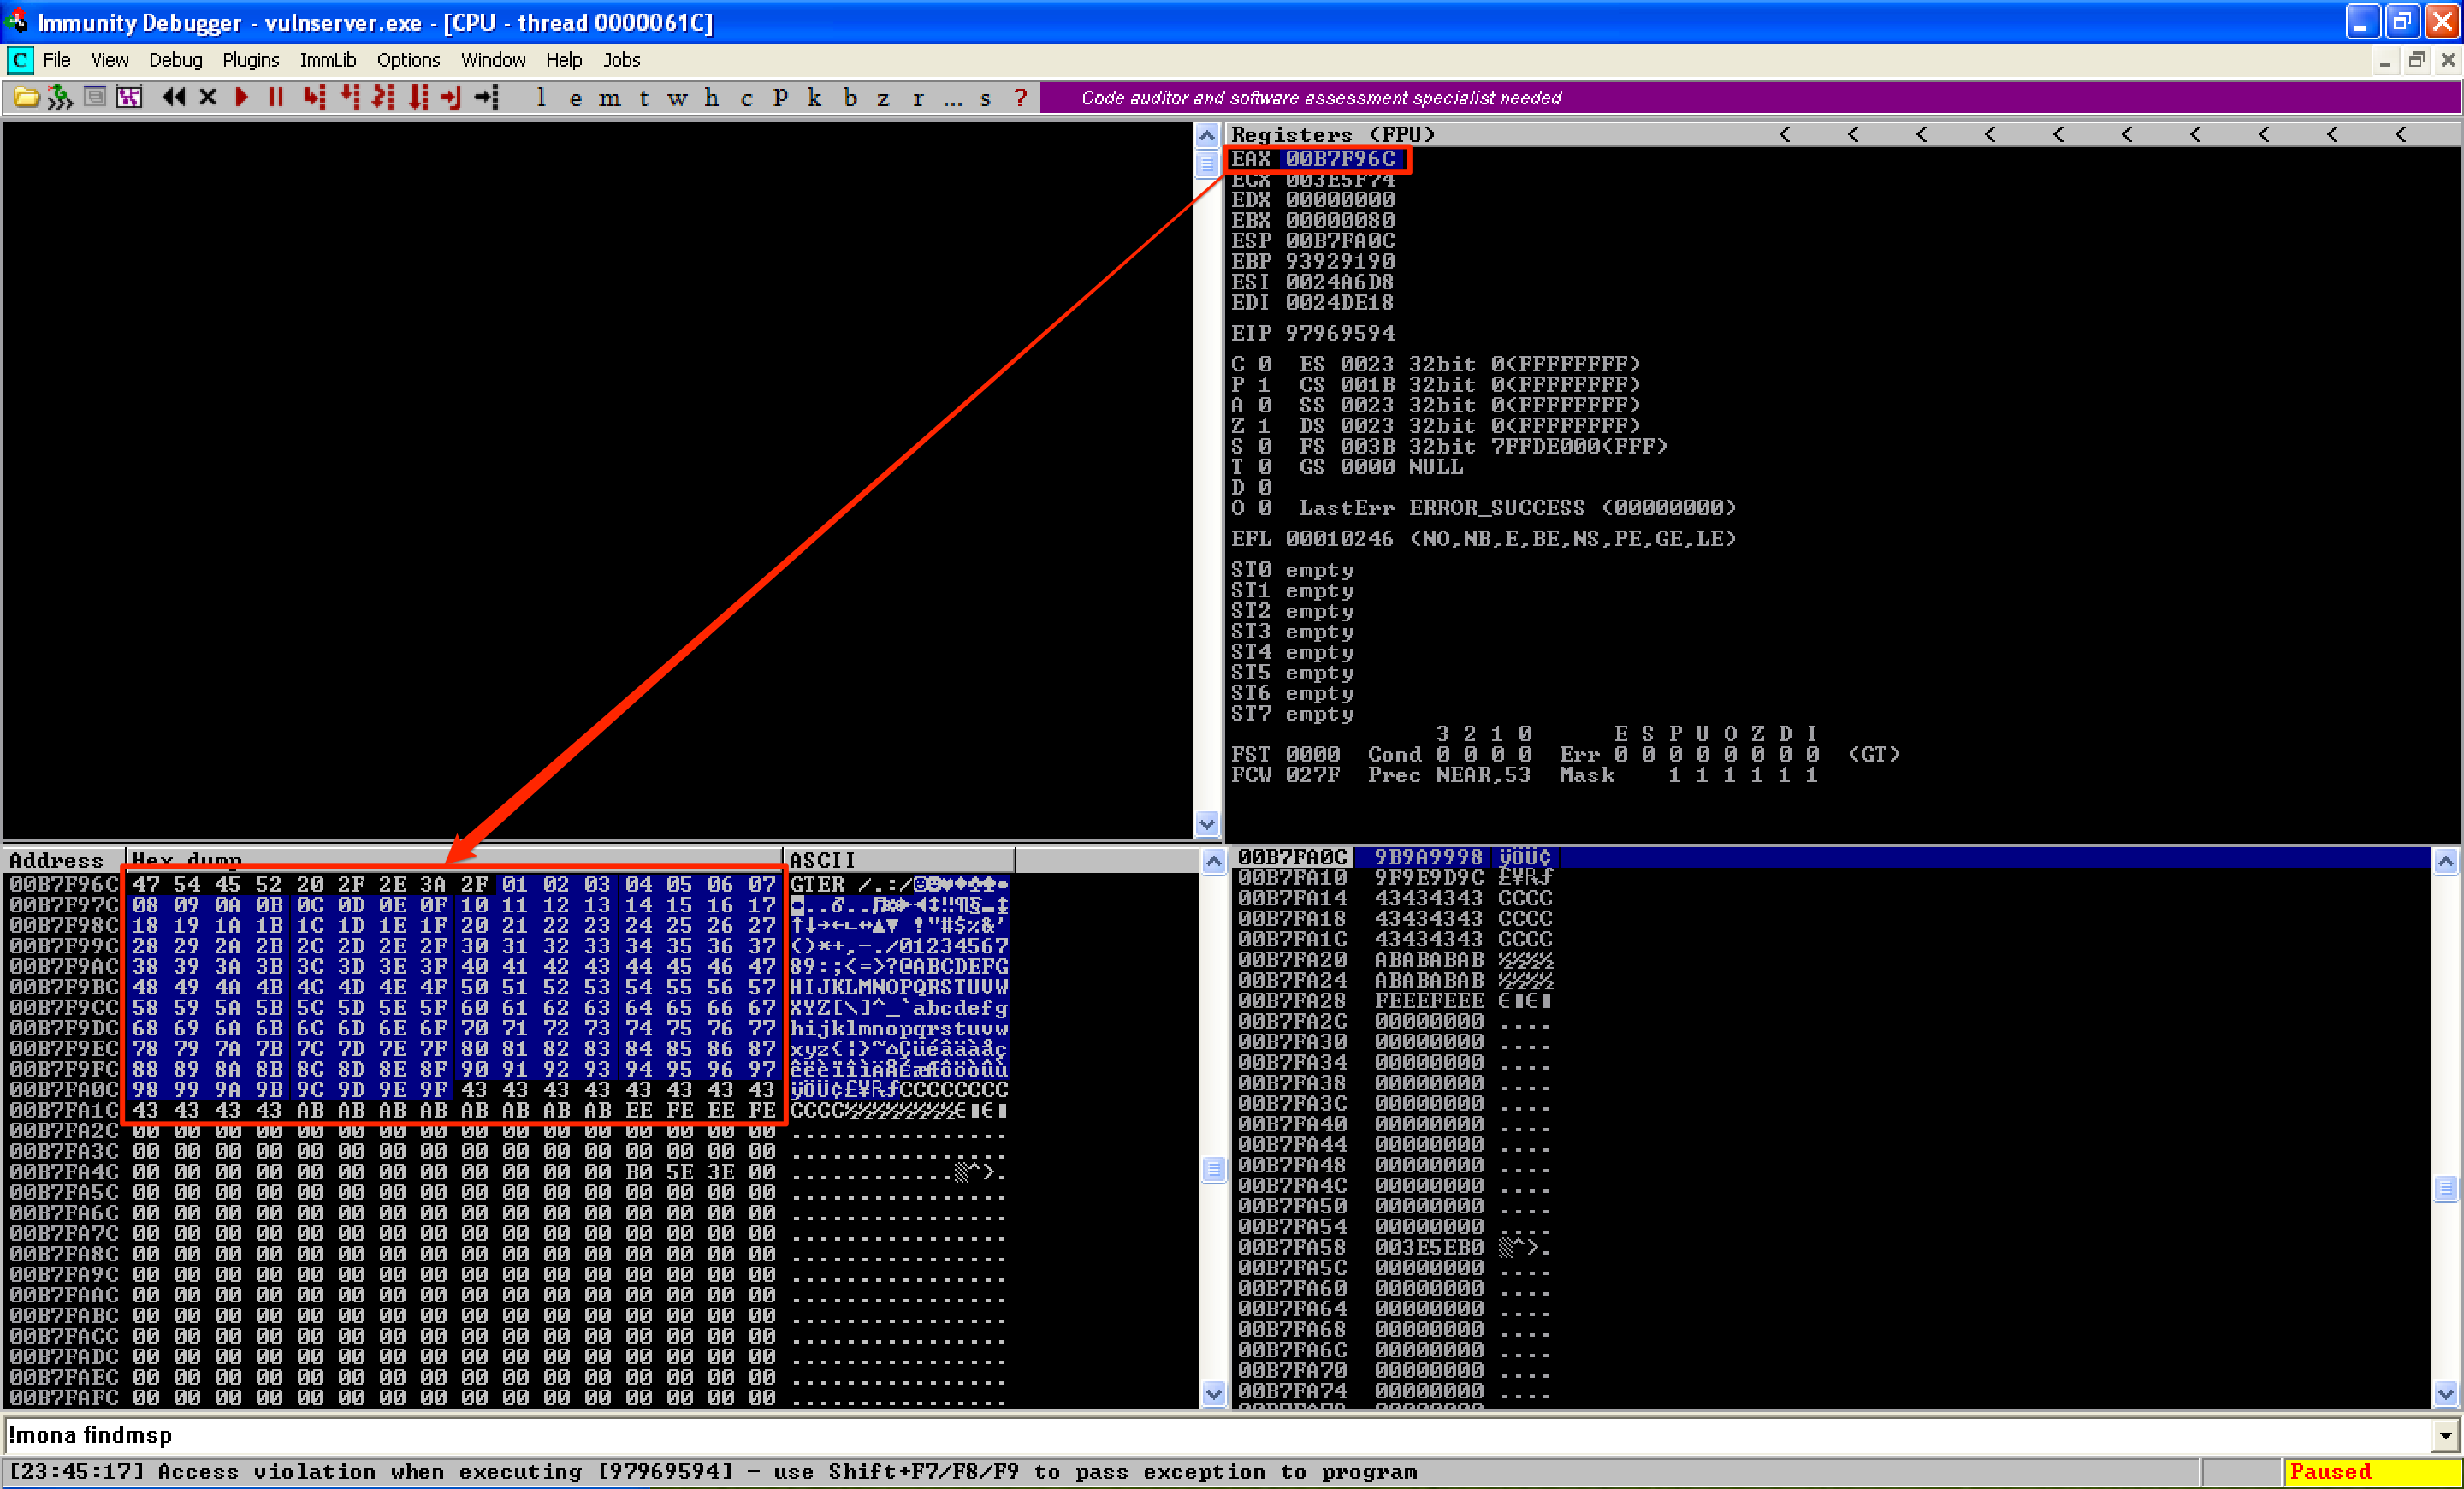 Immunity Debugger - vulnserver.exe - [CPU - thread 0000061C]
C File View Debug Plugins ImmLib Options Window Help Jobs
l e m t w h c P k b z r ... s ? Code auditor and software assessment specialist needed
Registers (FPU) < < < < < < < < < <
EAX 00B7F96C
ECX 003E5F74
EDX 00000000
EBX 00000080
ESP 00B7FA0C
EBP 93929190
ESI 0024A6D8
EDI 0024DE18
EIP 97969594
C 0 ES 0023 32bit 0(FFFFFFFF)
P 1 CS 001B 32bit 0(FFFFFFFF)
A 0 SS 0023 32bit 0(FFFFFFFF)
Z 1 DS 0023 32bit 0(FFFFFFFF)
S 0 FS 003B 32bit 7FFDE000(FFF)
T 0 GS 0000 NULL
D 0
O 0 LastErr ERROR_SUCCESS (00000000)
EFL 00010246 (NO,NB,E,BE,NS,PE,GE,LE)
ST0 empty
ST1 empty
ST2 empty
ST3 empty
ST4 empty
ST5 empty
ST6 empty
ST7 empty
3 2 1 0 E S P U O Z D I
FST 0000 Cond 0 0 0 0 Err 0 0 0 0 0 0 0 0 (GT)
FCW 027F Prec NEAR,53 Mask 1 1 1 1 1 1
Address Hex dump ASCII
00B7F96C 47 54 45 52 20 2F 2E 3A 2F 01 02 03 04 05 06 07 GTER /.:/
00B7F97C 08 09 0A 0B 0C 0D 0E 0F 10 11 12 13 14 15 16 17
00B7F98C 18 19 1A 1B 1C 1D 1E 1F 20 21 22 23 24 25 26 27 ↑↓→←∟↔▲▼ !"#$%&'
00B7F99C 28 29 2A 2B 2C 2D 2E 2F 30 31 32 33 34 35 36 37 ()*+,-./01234567
00B7F9AC 38 39 3A 3B 3C 3D 3E 3F 40 41 42 43 44 45 46 47 89:;<=>?@ABCDEFG
00B7F9BC 48 49 4A 4B 4C 4D 4E 4F 50 51 52 53 54 55 56 57 HIJKLMNOPQRSTUVW
00B7F9CC 58 59 5A 5B 5C 5D 5E 5F 60 61 62 63 64 65 66 67 XYZ[\]^_`abcdefg
00B7F9DC 68 69 6A 6B 6C 6D 6E 6F 70 71 72 73 74 75 76 77 hijklmnopqrstuvw
00B7F9EC 78 79 7A 7B 7C 7D 7E 7F 80 81 82 83 84 85 86 87 xyz{|}~⌂Çüéâäàåç
00B7F9FC 88 89 8A 8B 8C 8D 8E 8F 90 91 92 93 94 95 96 97 êëèïîìÄÅÉæÆôöòûù
00B7FA0C 98 99 9A 9B 9C 9D 9E 9F 43 43 43 43 43 43 43 43 ÿÖÜ¢£¥₧ƒCCCCCCCC
00B7FA1C 43 43 43 43 AB AB AB AB AB AB AB AB EE FE EE FE CCCC½½½½½½½½ε■ε■
00B7FA2C 00 00 00 00 00 00 00 00 00 00 00 00 00 00 00 00 ................
00B7FA3C 00 00 00 00 00 00 00 00 00 00 00 00 00 00 00 00 ................
00B7FA4C 00 00 00 00 00 00 00 00 00 00 00 00 B0 5E 3E 00 ............░^>.
00B7FA5C 00 00 00 00 00 00 00 00 00 00 00 00 00 00 00 00 ................
00B7FA6C 00 00 00 00 00 00 00 00 00 00 00 00 00 00 00 00 ................
00B7FA7C 00 00 00 00 00 00 00 00 00 00 00 00 00 00 00 00 ................
00B7FA8C 00 00 00 00 00 00 00 00 00 00 00 00 00 00 00 00 ................
00B7FA9C 00 00 00 00 00 00 00 00 00 00 00 00 00 00 00 00 ................
00B7FAAC 00 00 00 00 00 00 00 00 00 00 00 00 00 00 00 00 ................
00B7FABC 00 00 00 00 00 00 00 00 00 00 00 00 00 00 00 00 ................
00B7FACC 00 00 00 00 00 00 00 00 00 00 00 00 00 00 00 00 ................
00B7FADC 00 00 00 00 00 00 00 00 00 00 00 00 00 00 00 00 ................
00B7FAEC 00 00 00 00 00 00 00 00 00 00 00 00 00 00 00 00 ................
00B7FAFC 00 00 00 00 00 00 00 00 00 00 00 00 00 00 00 00 ................
00B7FA0C 9B9A9998 ÿÖÜ¢
00B7FA10 9F9E9D9C £¥₧ƒ
00B7FA14 43434343 CCCC
00B7FA18 43434343 CCCC
00B7FA1C 43434343 CCCC
00B7FA20 ABABABAB ½½½½
00B7FA24 ABABABAB ½½½½
00B7FA28 FEEEFEEE ε■ε■
00B7FA2C 00000000 ....
00B7FA30 00000000 ....
00B7FA34 00000000 ....
00B7FA38 00000000 ....
00B7FA3C 00000000 ....
00B7FA40 00000000 ....
00B7FA44 00000000 ....
00B7FA48 00000000 ....
00B7FA4C 00000000 ....
00B7FA50 00000000 ....
00B7FA54 00000000 ....
00B7FA58 003E5EB0 ░^>.
00B7FA5C 00000000 ....
00B7FA60 00000000 ....
00B7FA64 00000000 ....
00B7FA68 00000000 ....
00B7FA6C 00000000 ....
00B7FA70 00000000 ....
00B7FA74 00000000 ....
!mona findmsp
[23:45:17] Access violation when executing [97969594] - use Shift+F7/F8/F9 to pass exception to program
Paused